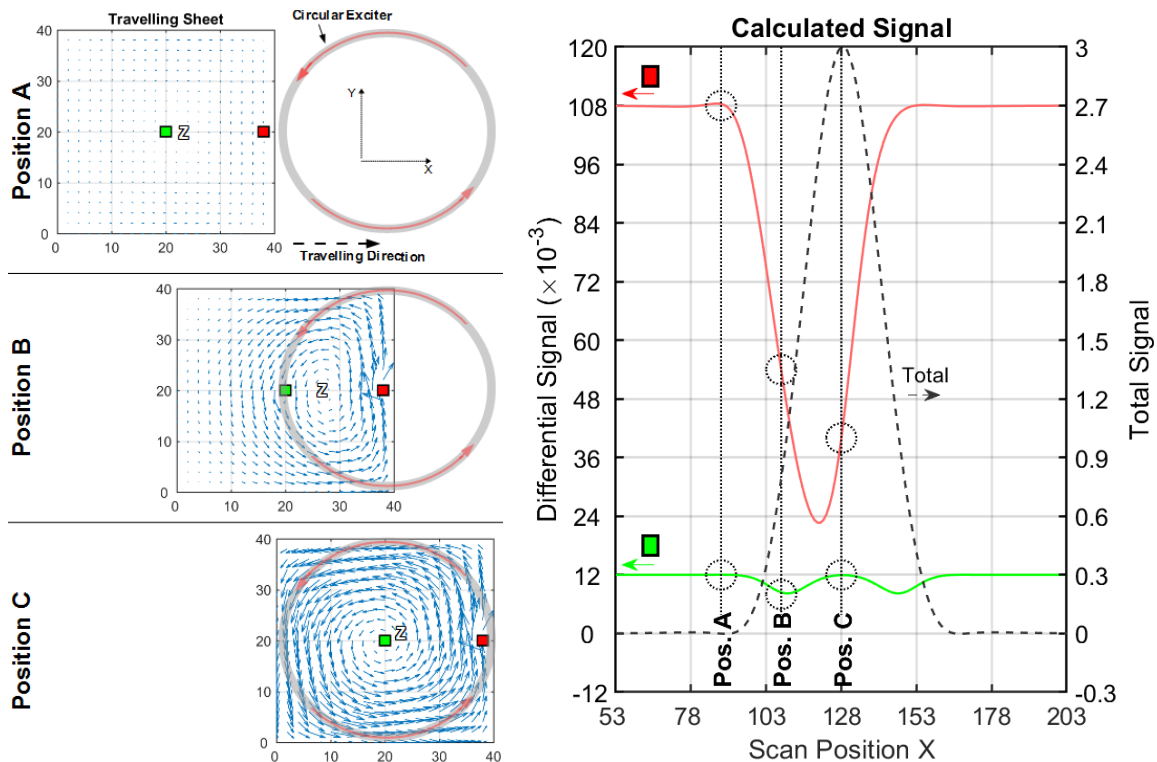 Travelling Sheet
Circular Exciter
Position A
40
30
20
10
0
0 10 20 30 40
Z
Y
X
Travelling Direction
Position B
40
30
20
10
0
0 10 20 30 40
Z
Position C
40
30
20
10
0
0 10 20 30 40
Z
Calculated Signal
Differential Signal (×10⁻³)
120
108
96
84
72
60
48
36
24
12
0
-12
53 78 103 128 153 178 203
Scan Position X
Pos. A
Pos. B
Pos. C
Total
3
2.7
2.4
2.1
1.8
1.5
1.2
0.9
0.6
0.3
0
-0.3
Total Signal